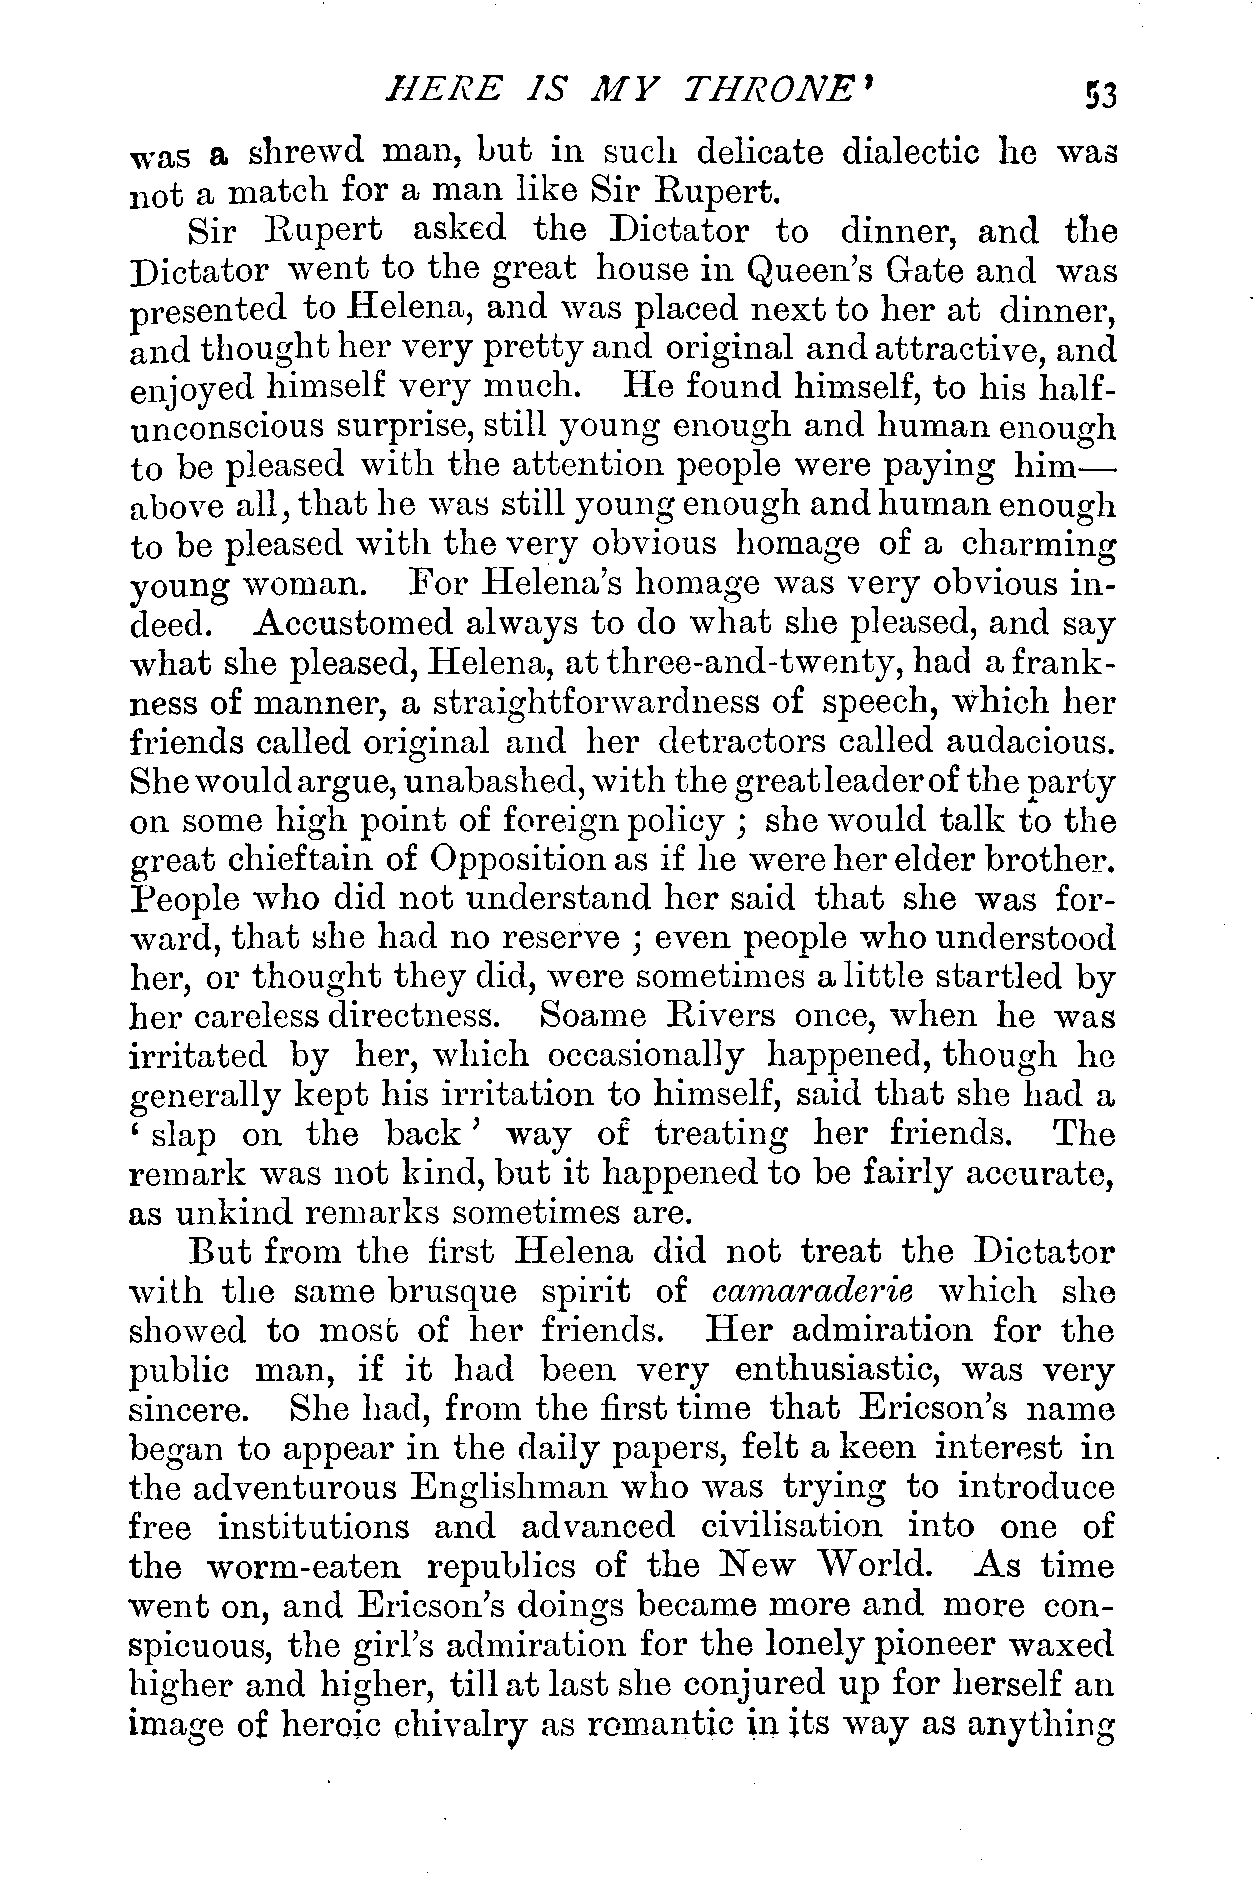 HERE IS MY THRONE' 53
was a shrewd man, but in such delicate dialectic he was
not a match for a man like Sir Rupert.
Sir Rupert asked the Dictator to dinner, and the
Dictator went to the great house in Queen's Gate and was
presented to Helena, and was placed next to her at dinner,
and thought her very pretty and original and attractive, and
enjoyed himself very much. He found himself, to his half-
unconscious surprise, still young enough and human enough
to be pleased with the attention people were paying him—
above all, that he was still young enough and human enough
to be pleased with the very obvious homage of a charming
young woman. For Helena's homage was very obvious in-
deed. Accustomed always to do what she pleased, and say
what she pleased, Helena, at three-and-twenty, had a frank-
ness of manner, a straightforwardness of speech, which her
friends called original and her detractors called audacious.
She would argue, unabashed, with the great leader of the party
on some high point of foreign policy ; she would talk to the
great chieftain of Opposition as if he were her elder brother.
People who did not understand her said that she was for-
ward, that she had no reserve ; even people who understood
her, or thought they did, were sometimes a little startled by
her careless directness. Soame Rivers once, when he was
irritated by her, which occasionally happened, though he
generally kept his irritation to himself, said that she had a
' slap on the back ' way of treating her friends. The
remark was not kind, but it happened to be fairly accurate,
as unkind remarks sometimes are.
But from the first Helena did not treat the Dictator
with the same brusque spirit of camaraderie which she
showed to most of her friends. Her admiration for the
public man, if it had been very enthusiastic, was very
sincere. She had, from the first time that Ericson's name
began to appear in the daily papers, felt a keen interest in
the adventurous Englishman who was trying to introduce
free institutions and advanced civilisation into one of
the worm-eaten republics of the New World. As time
went on, and Ericson's doings became more and more con-
spicuous, the girl's admiration for the lonely pioneer waxed
higher and higher, till at last she conjured up for herself an
image of heroic chivalry as romantic in its way as anything